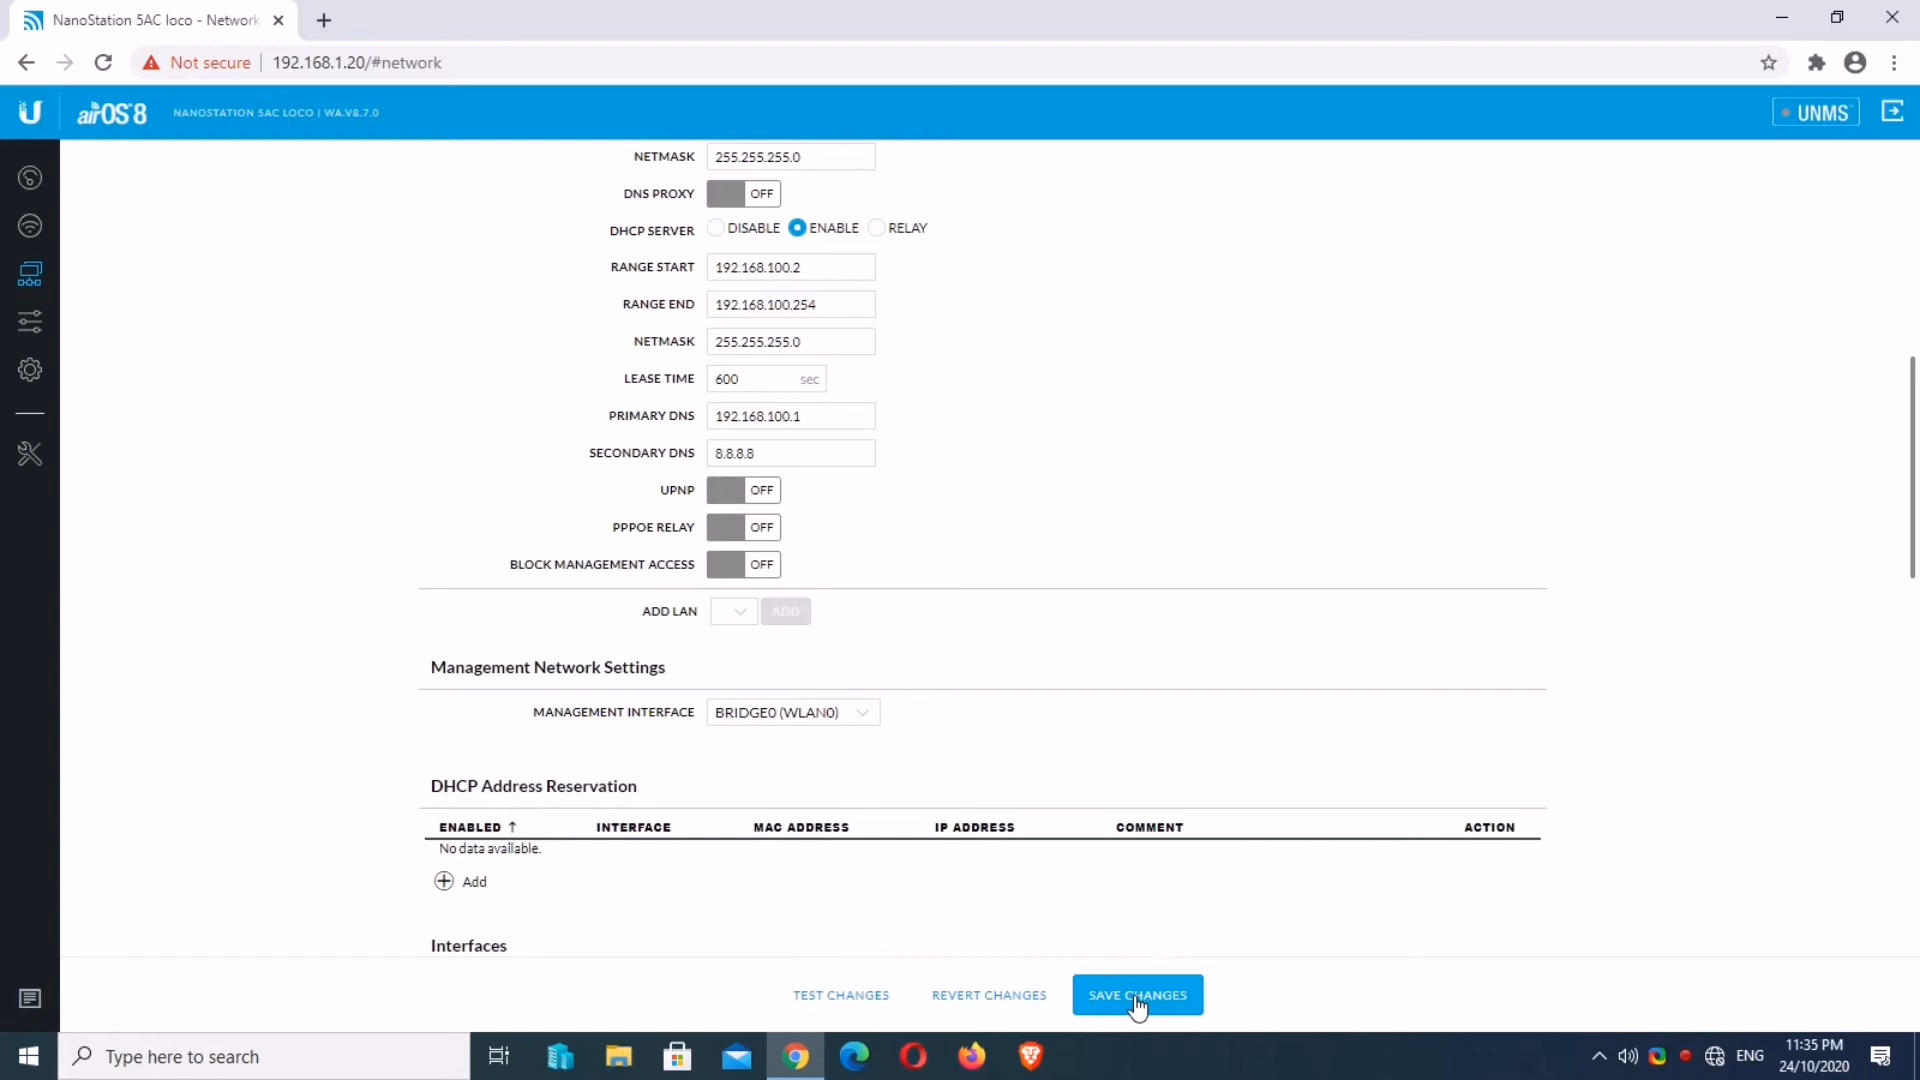 NanoStation 5AC loco - Network
Not secure
192.168.1.20/#network
airOS 8
NANOSTATION 5AC LOCO | WA.V8.7.0
UNMS
NETMASK 255.255.255.0
DNS PROXY OFF
DHCP SERVER DISABLE ENABLE RELAY
RANGE START 192.168.100.2
RANGE END 192.168.100.254
NETMASK 255.255.255.0
LEASE TIME 600 sec
PRIMARY DNS 192.168.100.1
SECONDARY DNS 8.8.8.8
UPNP OFF
PPPOE RELAY OFF
BLOCK MANAGEMENT ACCESS OFF
ADD LAN ADD
Management Network Settings
MANAGEMENT INTERFACE BRIDGE0 (WLAN0)
DHCP Address Reservation
ENABLED ↑ INTERFACE MAC ADDRESS IP ADDRESS COMMENT ACTION
No data available.
Add
Interfaces
TEST CHANGES REVERT CHANGES SAVE CHANGES
Type here to search
ENG
11:35 PM
24/10/2020